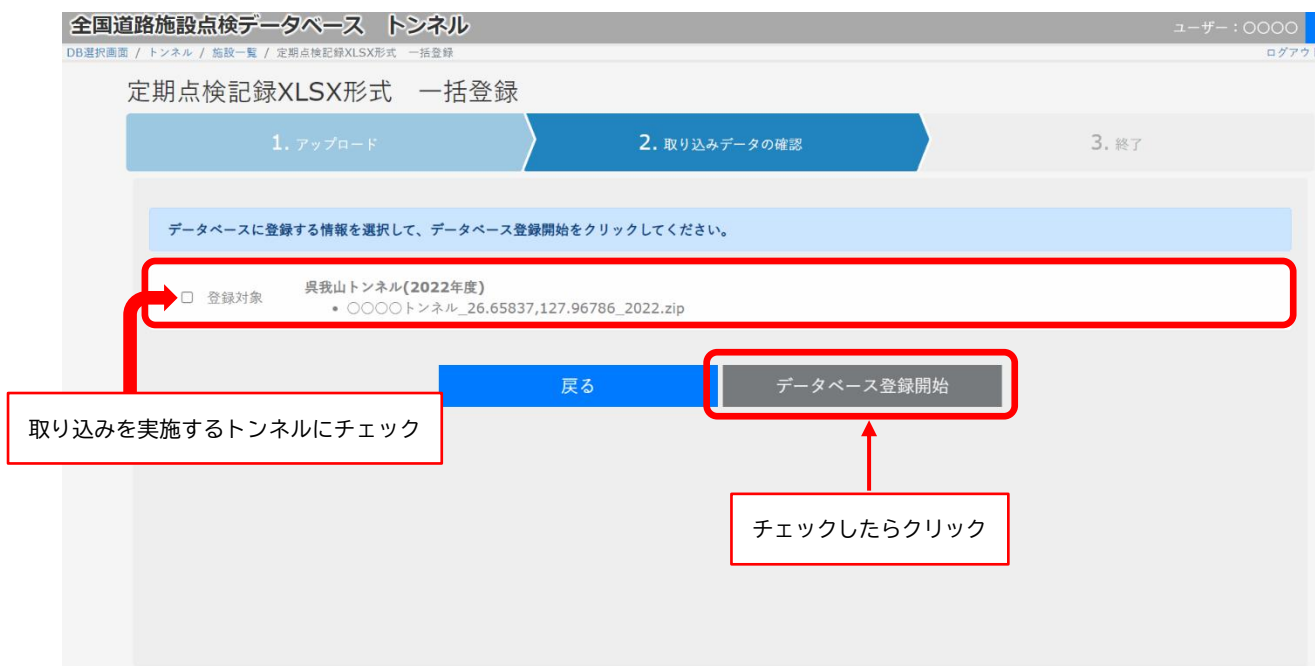 全国道路施設点検データベース　トンネル
ユーザー：〇〇〇〇
DB選択画面 / トンネル / 施設一覧 / 定期点検記録XLSX形式　一括登録
ログアウト
定期点検記録XLSX形式　一括登録
1. アップロード
2. 取り込みデータの確認
3. 終了
データベースに登録する情報を選択して、データベース登録開始をクリックしてください。
登録対象
呉我山トンネル(2022年度)
• 〇〇〇〇トンネル_26.65837,127.96786_2022.zip
戻る
データベース登録開始
取り込みを実施するトンネルにチェック
チェックしたらクリック